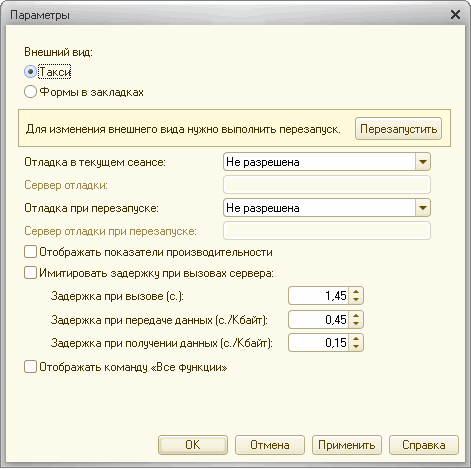 Параметры
Внешний вид:
Такси
Формы в закладках
Для изменения внешнего вида нужно выполнить перезапуск. Перезапустить
Отладка в текущем сеансе: Не разрешена
Сервер отладки:
Отладка при перезапуске: Не разрешена
Сервер отладки при перезапуске:
Отображать показатели производительности
Имитировать задержку при вызовах сервера:
Задержка при вызове (с.): 1,45
Задержка при передаче данных (с./Кбайт): 0,45
Задержка при получении данных (с./Кбайт): 0,15
Отображать команду «Все функции»
OK Отмена Применить Справка